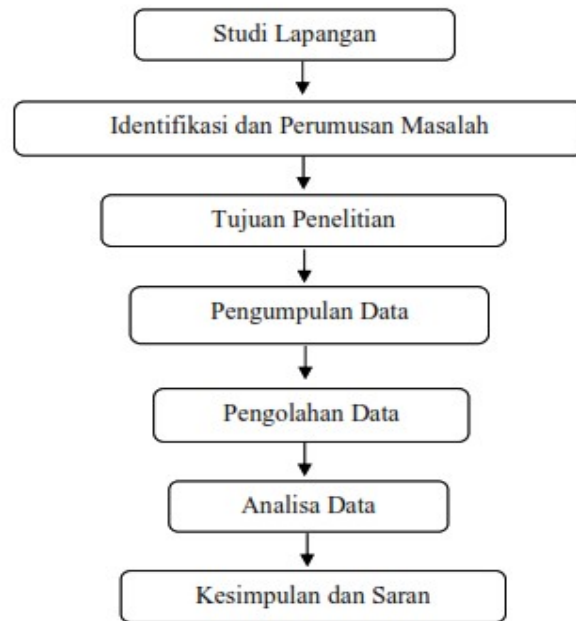 Studi Lapangan
Identifikasi dan Perumusan Masalah
Tujuan Penelitian
Pengumpulan Data
Pengolahan Data
Analisa Data
Kesimpulan dan Saran